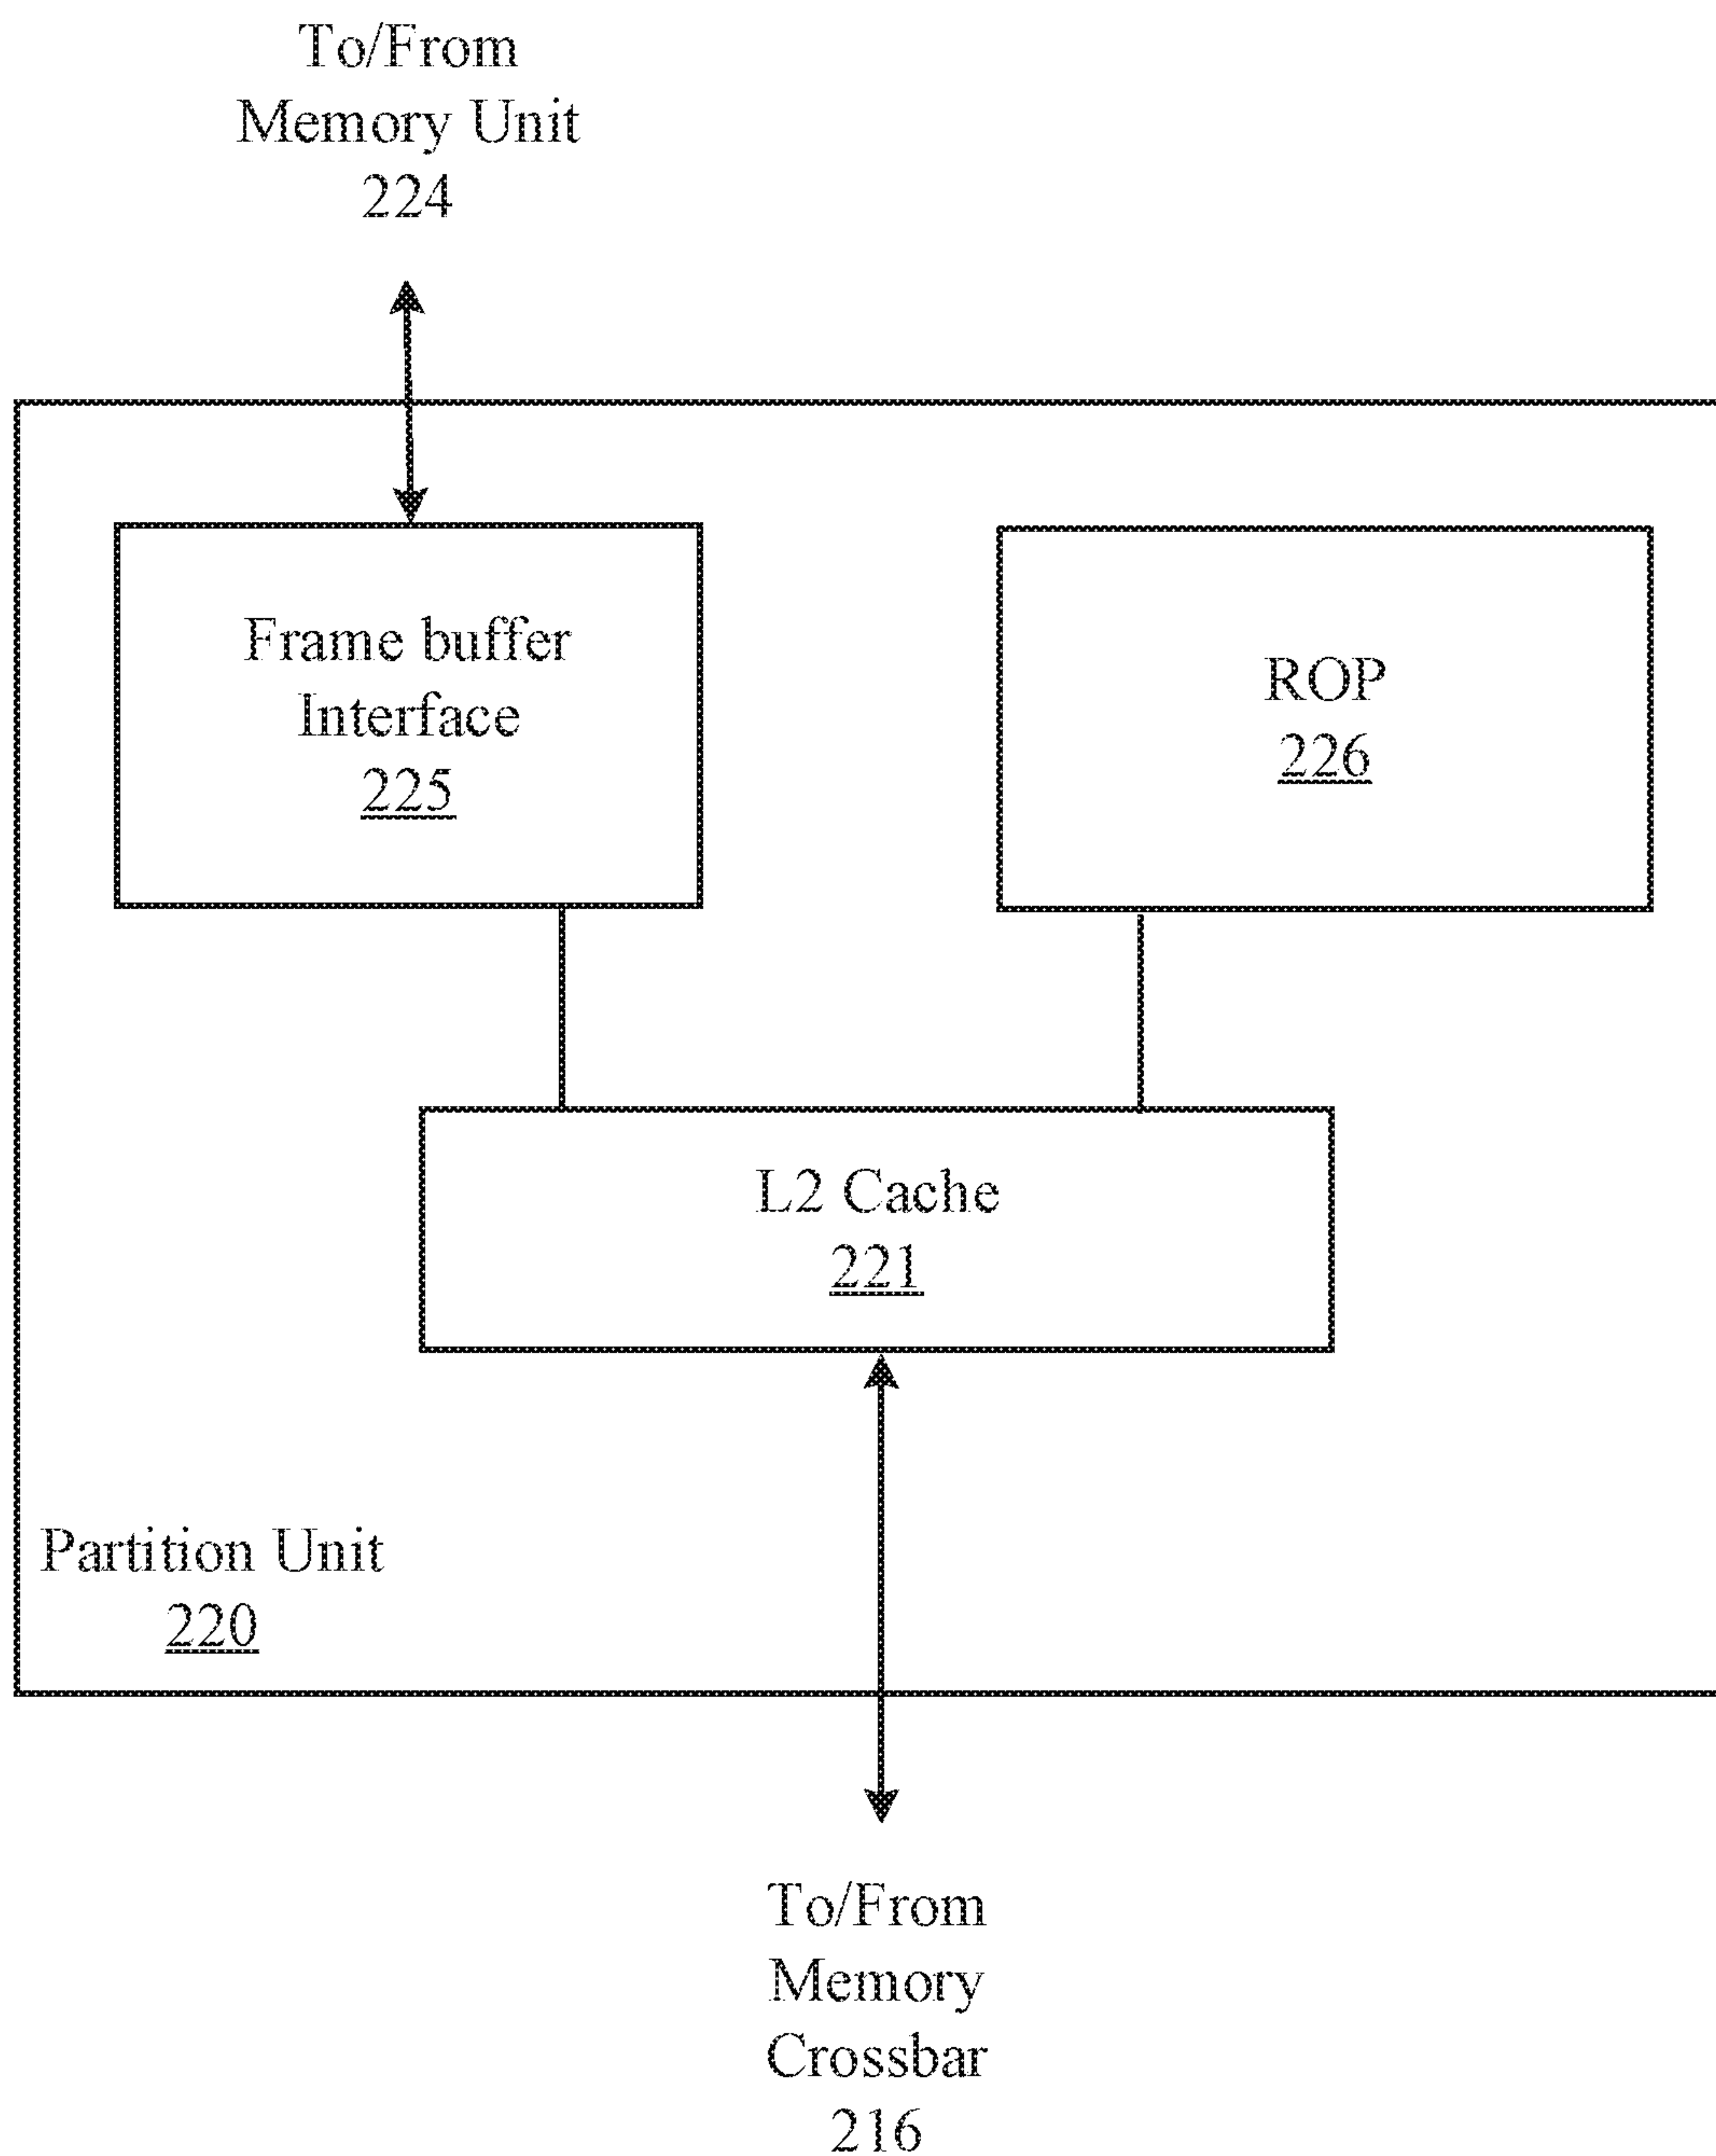 To/From
Memory Unit
224
Frame buffer
Interface
225
ROP
226
L2 Cache
221
Partition Unit
220
To/From
Memory
Crossbar
216